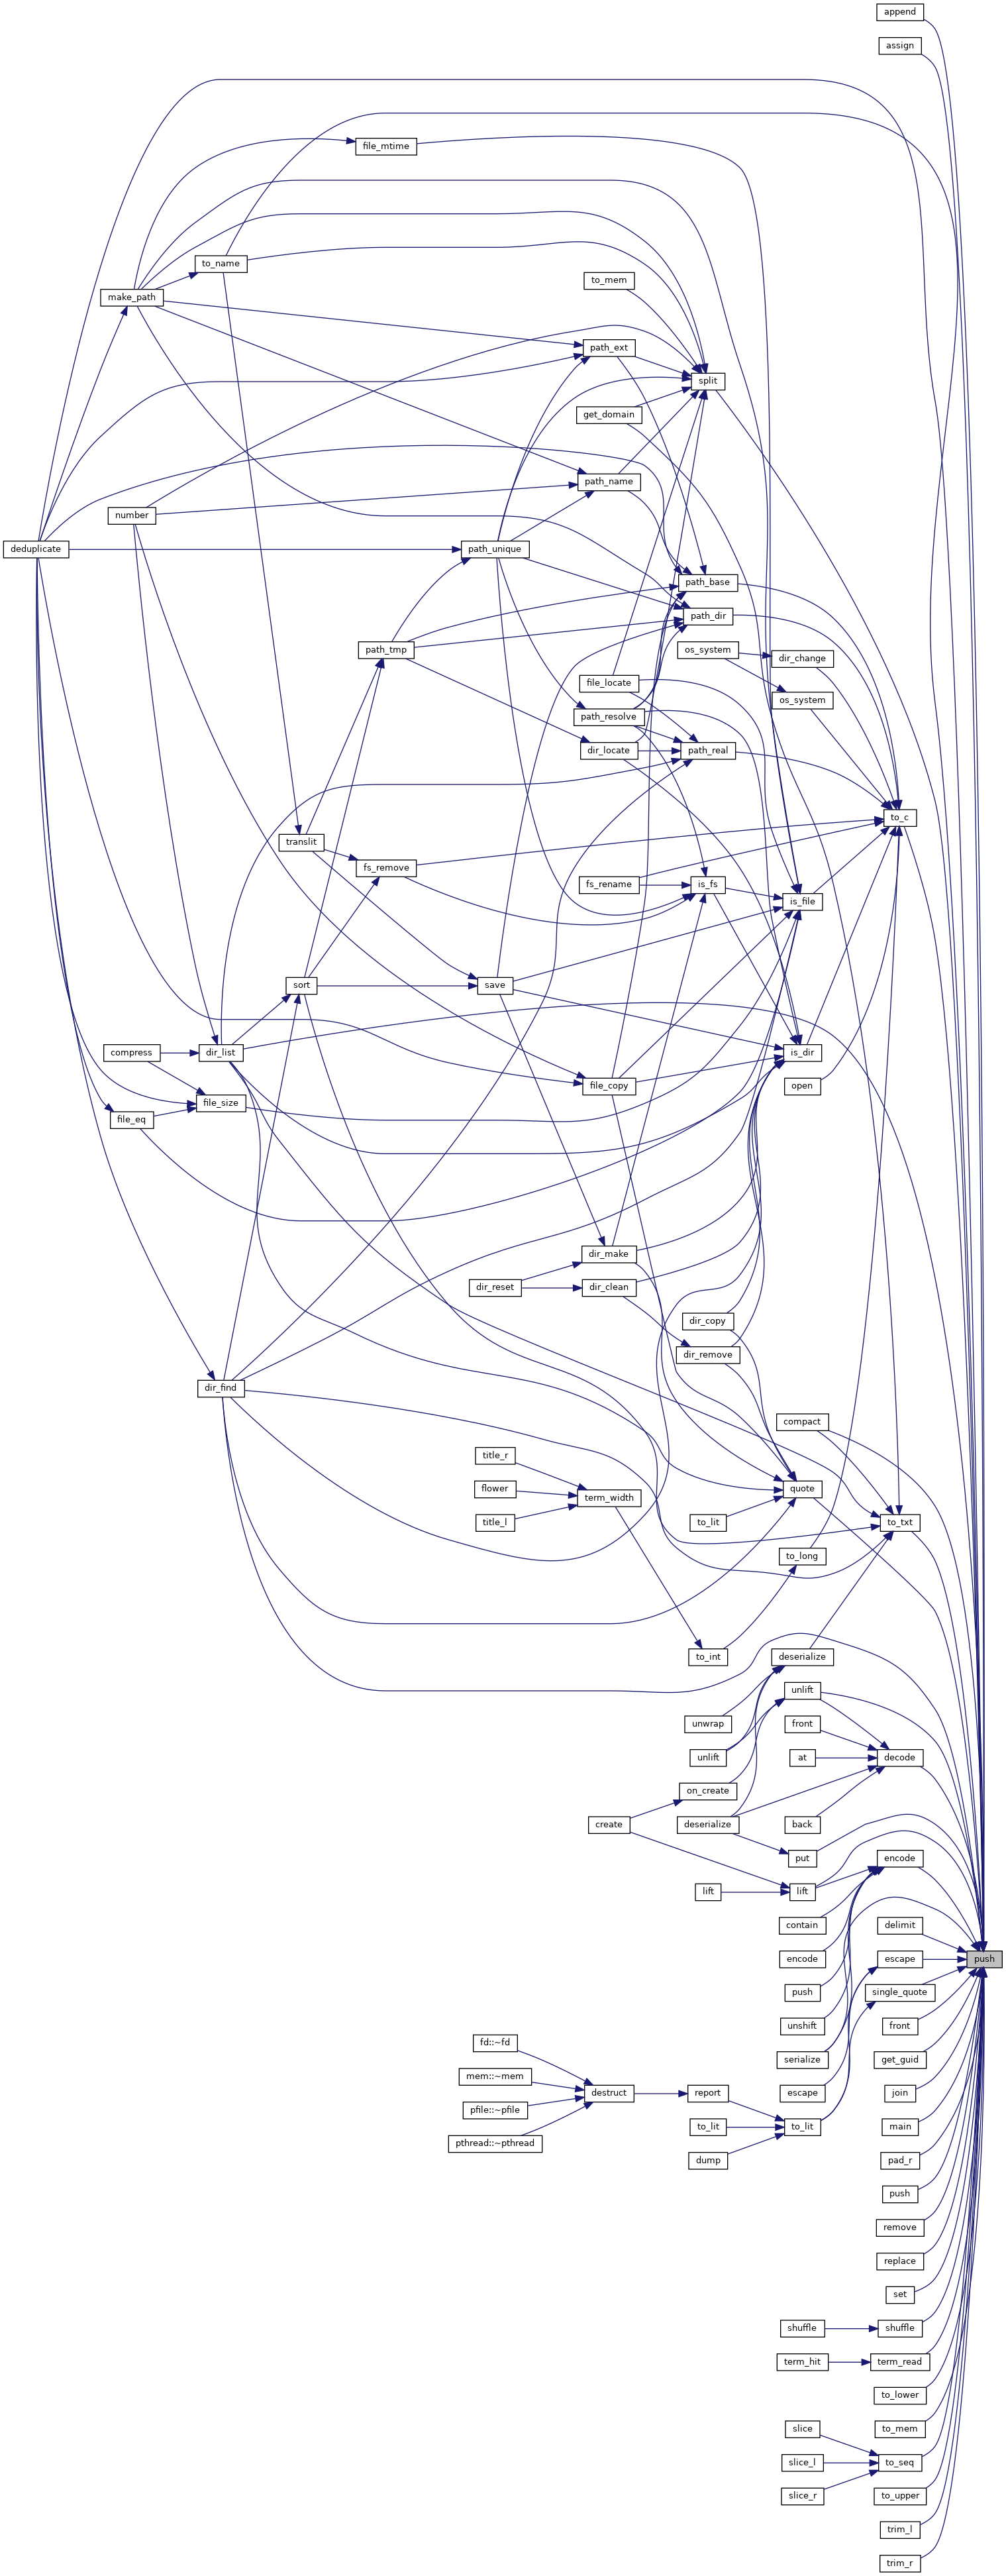 append
assign
file_mtime
to_name
to_mem
make_path
path_ext
split
get_domain
path_name
number
deduplicate
path_unique
path_base
path_dir
path_tmp
os_system
dir_change
file_locate
os_system
path_resolve
dir_locate
path_real
to_c
translit
fs_remove
fs_rename
is_fs
is_file
sort
save
compress
dir_list
is_dir
file_copy
open
file_size
file_eq
dir_make
dir_reset
dir_clean
dir_copy
dir_remove
dir_find
compact
title_r
flower
term_width
quote
title_l
to_lit
to_txt
to_long
to_int
deserialize
unlift
unwrap
front
unlift
at
decode
on_create
create
deserialize
back
put
encode
lift
lift
contain
delimit
encode
escape
push
push
single_quote
unshift
front
fd::~fd
serialize
get_guid
mem::~mem
destruct
report
escape
join
pfile::~pfile
to_lit
to_lit
main
pthread::~pthread
dump
pad_r
push
remove
replace
set
shuffle
shuffle
term_hit
term_read
to_lower
slice
to_mem
slice_l
to_seq
slice_r
to_upper
trim_l
trim_r